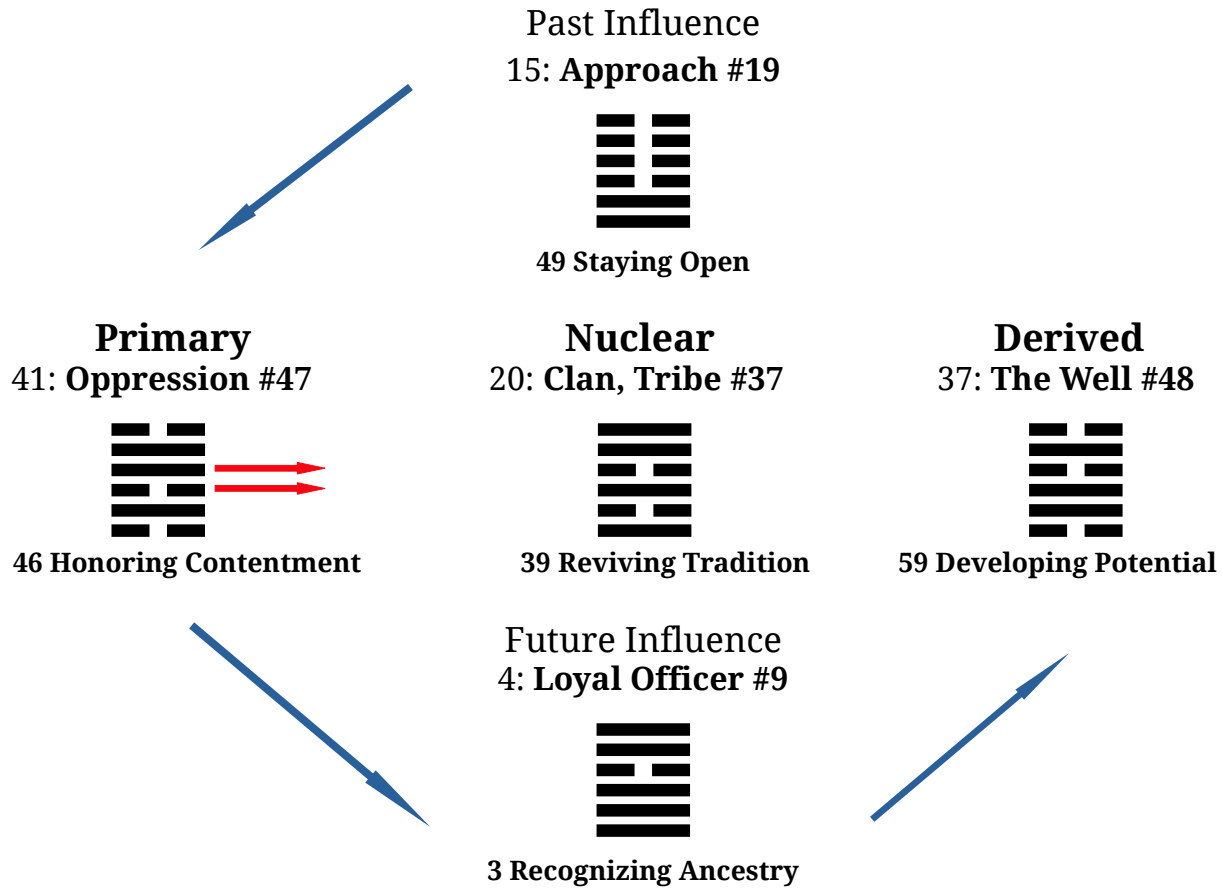 Past Influence
15: Approach #19
49 Staying Open
Primary
41: Oppression #47
46 Honoring Contentment
Nuclear
20: Clan, Tribe #37
39 Reviving Tradition
Derived
37: The Well #48
59 Developing Potential
Future Influence
4: Loyal Officer #9
3 Recognizing Ancestry